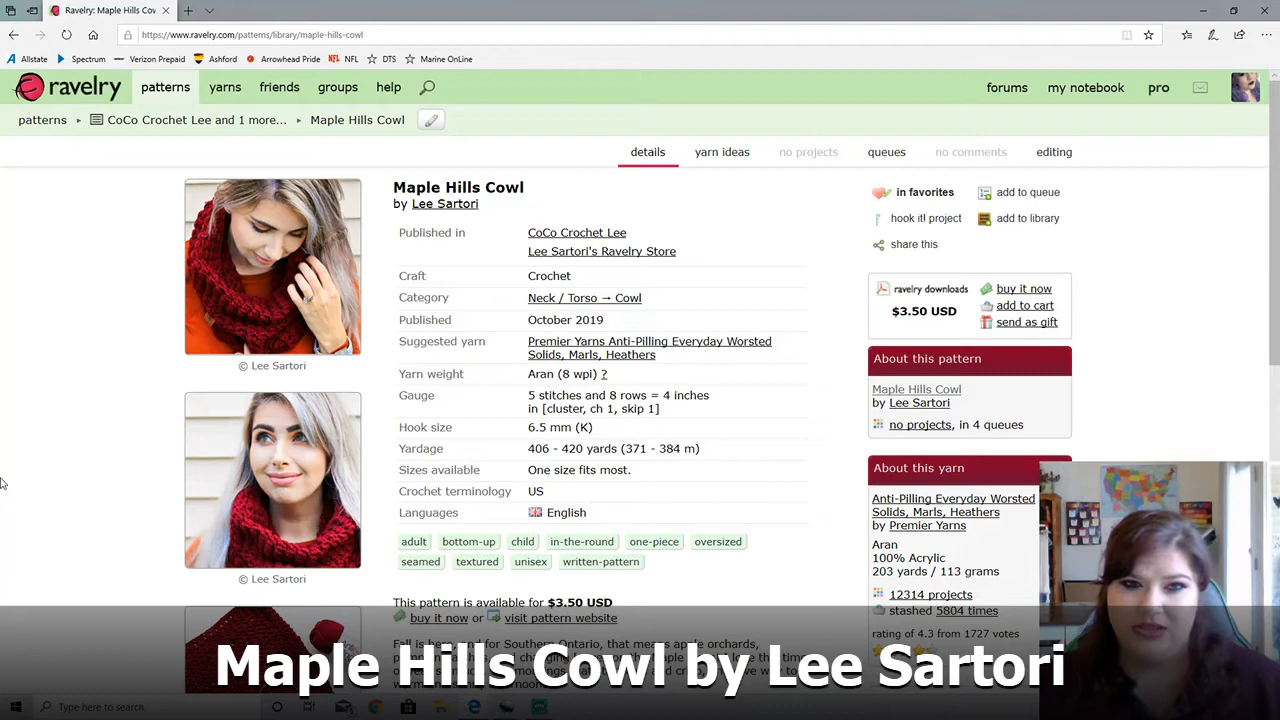 Ravelry: Maple Hills Cov
https://www.ravelry.com/patterns/library/maple-hills-cowl
Allstate
Spectrum
Verizon Prepaid
Ashford
Arrowhead Pride
NFL NFL
DTS
Marine OnLine
ravelry
patterns
yarns
friends
groups
help
forums
my notebook
pro
patterns
CoCo Crochet Lee and 1 more...
Maple Hills Cowl
details
yarn ideas
no projects
queues
no comments
editing
© Lee Sartori
© Lee Sartori
Maple Hills Cowl
by Lee Sartori
Published in CoCo Crochet Lee
Lee Sartori's Ravelry Store
Craft Crochet
Category Neck / Torso → Cowl
Published October 2019
Suggested yarn Premier Yarns Anti-Pilling Everyday Worsted
Solids, Marls, Heathers
Yarn weight Aran (8 wpi) ?
Gauge 5 stitches and 8 rows = 4 inches
in [cluster, ch 1, skip 1]
Hook size 6.5 mm (K)
Yardage 406 - 420 yards (371 - 384 m)
Sizes available One size fits most.
Crochet terminology US
Languages English
adult bottom-up child in-the-round one-piece oversized
seamed textured unisex written-pattern
This pattern is available for $3.50 USD
buy it now or visit pattern website
in favorites
add to queue
hook it! project
add to library
share this
ravelry downloads
$3.50 USD
buy it now
add to cart
send as gift
About this pattern
Maple Hills Cowl
by Lee Sartori
no projects, in 4 queues
About this yarn
Anti-Pilling Everyday Worsted
Solids, Marls, Heathers
by Premier Yarns
Aran
100% Acrylic
203 yards / 113 grams
12314 projects
stashed 5804 times
rating of 4.3 from 1727 votes
Maple Hills Cowl by Lee Sartori
Type here to search